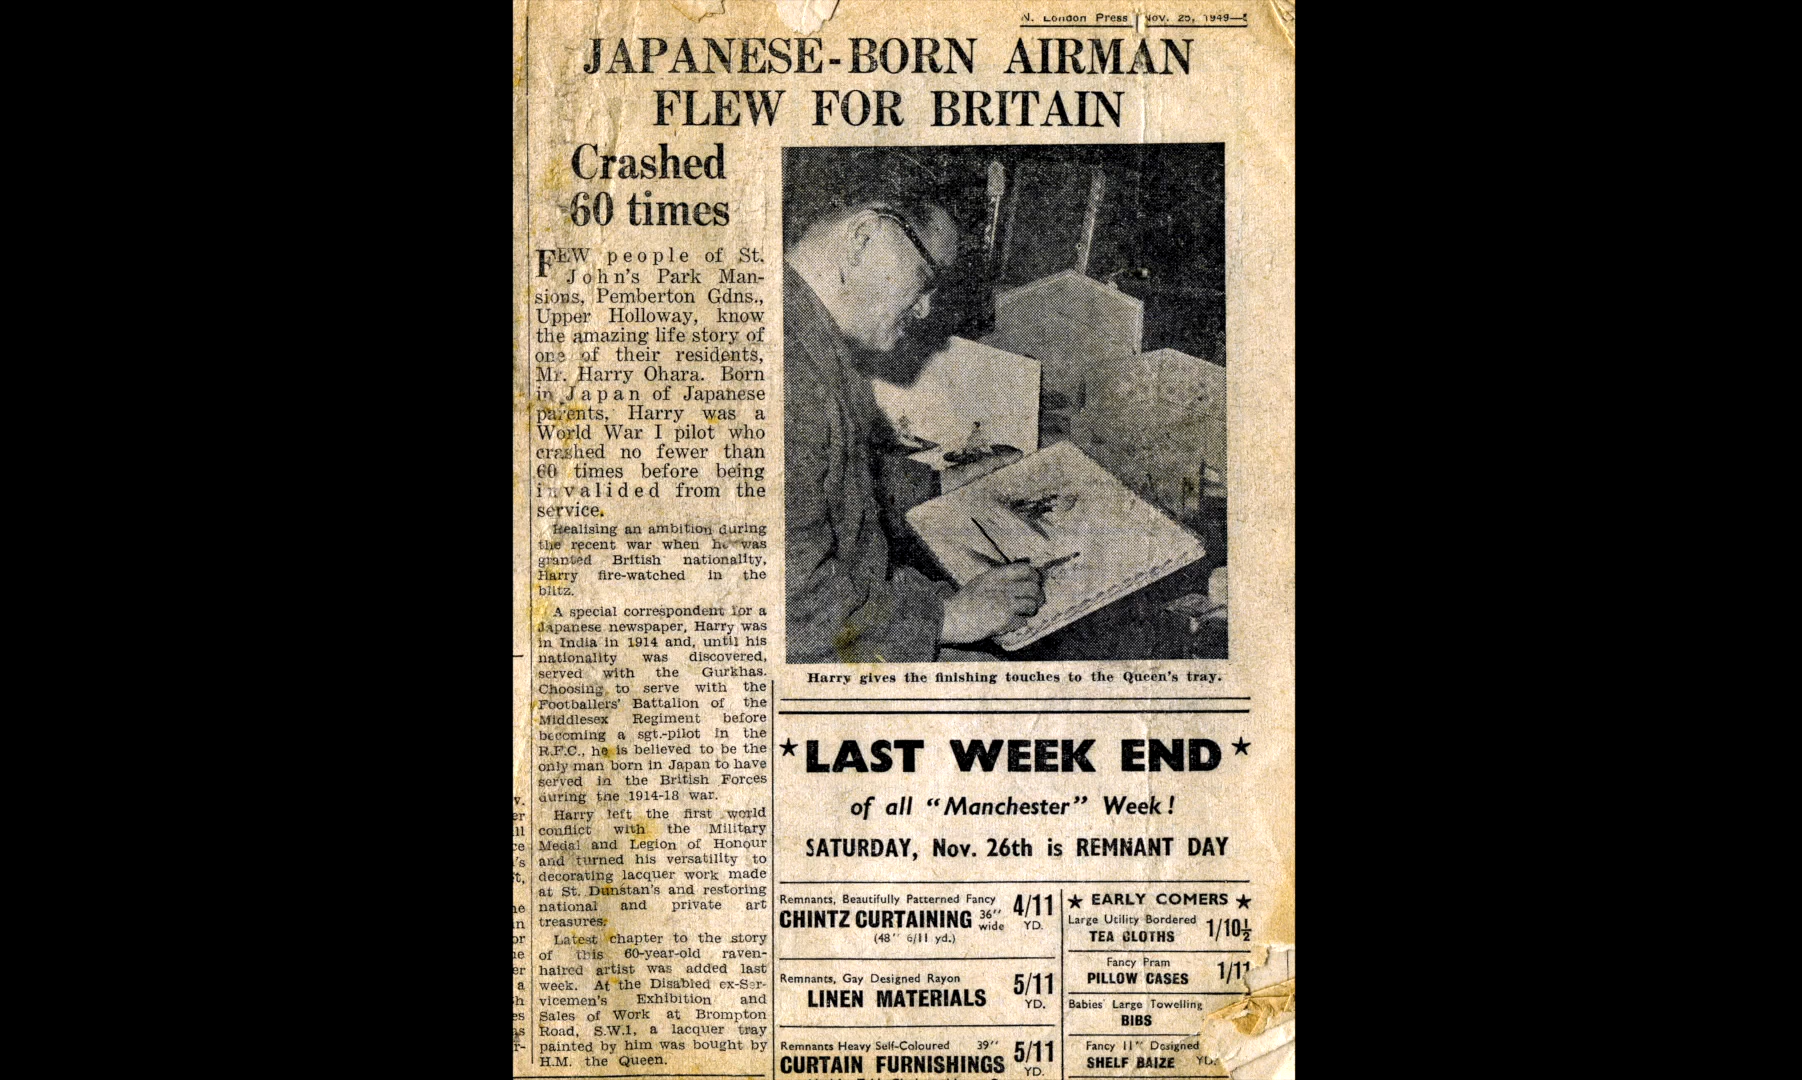 N. London Press Nov. 25, 1949
JAPANESE-BORN AIRMAN
FLEW FOR BRITAIN
Crashed
60 times
FEW people of St.
John's Park Man-
sions, Pemberton Gdns.,
Upper Holloway, know
the amazing life story of
one of their residents,
Mr. Harry Ohara. Born
in Japan of Japanese
parents, Harry was a
World War I pilot who
crashed no fewer than
60 times before being
invalided from the
service.
Realising an ambition during
the recent war when he was
granted British nationality,
Harry fire-watched in the
blitz.
A special correspondent for a
Japanese newspaper, Harry was
in India in 1914 and, until his
nationality was discovered,
served with the Gurkhas.
Choosing to serve with the
Footballers' Battalion of the
Middlesex Regiment before
becoming a sgt.-pilot in the
R.F.C., he is believed to be the
only man born in Japan to have
served in the British Forces
during the 1914-18 war.
Harry left the first world
conflict with the Military
Medal and Legion of Honour
and turned his versatility to
decorating lacquer work made
at St. Dunstan's and restoring
national and private art
treasures.
Latest chapter to the story
of this 60-year-old raven-
haired artist was added last
week. At the Disabled ex-Ser-
vicemen's Exhibition and
Sales of Work at Brompton
Road, S.W.1, a lacquer tray
painted by him was bought by
H.M. the Queen.
Harry gives the finishing touches to the Queen's tray.
★ LAST WEEK END ★
of all "Manchester" Week!
SATURDAY, Nov. 26th is REMNANT DAY
Remnants, Beautifully Patterned Fancy
CHINTZ CURTAINING 36" wide 4/11 YD.
(48" 6/11 yd.)
Remnants, Gay Designed Rayon
LINEN MATERIALS 5/11 YD.
Remnants Heavy Self-Coloured 39"
CURTAIN FURNISHINGS 5/11 YD.
★ EARLY COMERS ★
Large Utility Bordered
TEA CLOTHS 1/10½
Fancy Pram
PILLOW CASES 1/11
Babies' Large Towelling
BIBS
Fancy 11" Designed
SHELF BAIZE YD.